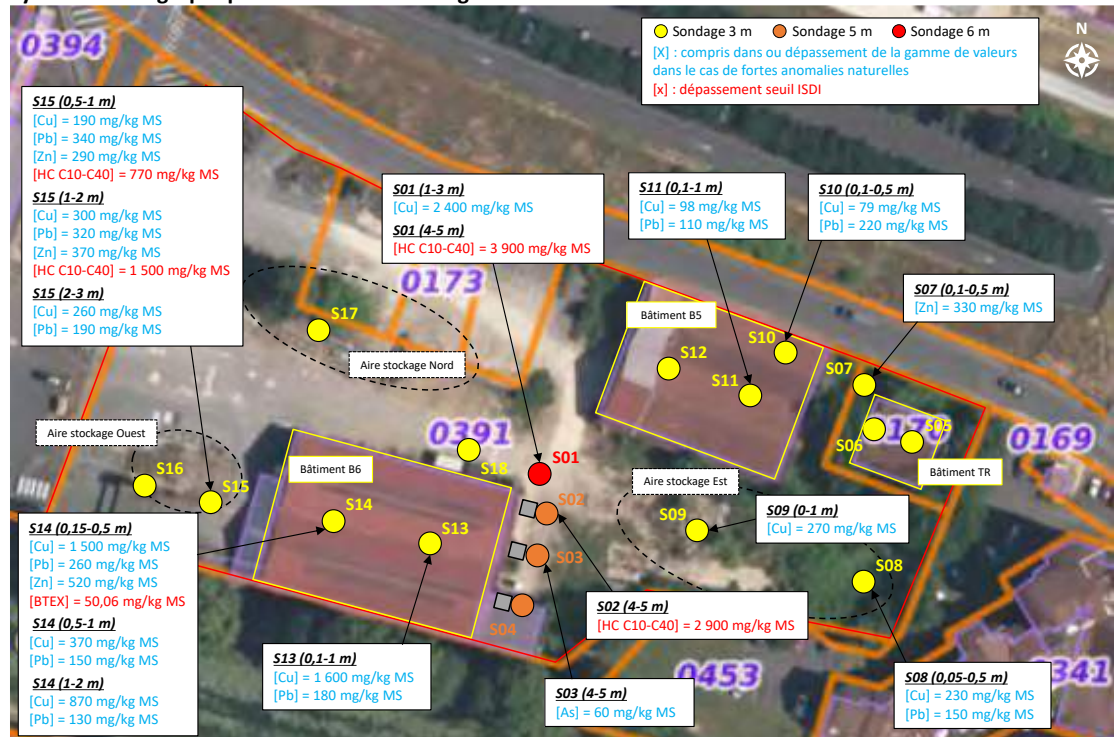 0394
Sondage 3 m
Sondage 5 m
Sondage 6 m
[X] : compris dans ou dépassement de la gamme de valeurs
dans le cas de fortes anomalies naturelles
[x] : dépassement seuil ISDI
N
S15 (0,5-1 m)
[Cu] = 190 mg/kg MS
[Pb] = 340 mg/kg MS
[Zn] = 290 mg/kg MS
[HC C10-C40] = 770 mg/kg MS
S15 (1-2 m)
[Cu] = 300 mg/kg MS
[Pb] = 320 mg/kg MS
[Zn] = 370 mg/kg MS
[HC C10-C40] = 1 500 mg/kg MS
S15 (2-3 m)
[Cu] = 260 mg/kg MS
[Pb] = 190 mg/kg MS
S01 (1-3 m)
[Cu] = 2 400 mg/kg MS
S01 (4-5 m)
[HC C10-C40] = 3 900 mg/kg MS
S11 (0,1-1 m)
[Cu] = 98 mg/kg MS
[Pb] = 110 mg/kg MS
S10 (0,1-0,5 m)
[Cu] = 79 mg/kg MS
[Pb] = 220 mg/kg MS
S07 (0,1-0,5 m)
[Zn] = 330 mg/kg MS
0173
S17
Aire stockage Nord
Bâtiment B5
S12
S10
S11
S07
S06
S05
Bâtiment TR
0169
Aire stockage Ouest
S16
S15
Bâtiment B6
0391
S18
S14
S13
S01
S02
S03
S04
Aire stockage Est
S09
S08
S09 (0-1 m)
[Cu] = 270 mg/kg MS
S14 (0,15-0,5 m)
[Cu] = 1 500 mg/kg MS
[Pb] = 260 mg/kg MS
[Zn] = 520 mg/kg MS
[BTEX] = 50,06 mg/kg MS
S14 (0,5-1 m)
[Cu] = 370 mg/kg MS
[Pb] = 150 mg/kg MS
S14 (1-2 m)
[Cu] = 870 mg/kg MS
[Pb] = 130 mg/kg MS
S13 (0,1-1 m)
[Cu] = 1 600 mg/kg MS
[Pb] = 180 mg/kg MS
S02 (4-5 m)
[HC C10-C40] = 2 900 mg/kg MS
S03 (4-5 m)
[As] = 60 mg/kg MS
0453
S08 (0,05-0,5 m)
[Cu] = 230 mg/kg MS
[Pb] = 150 mg/kg MS
341